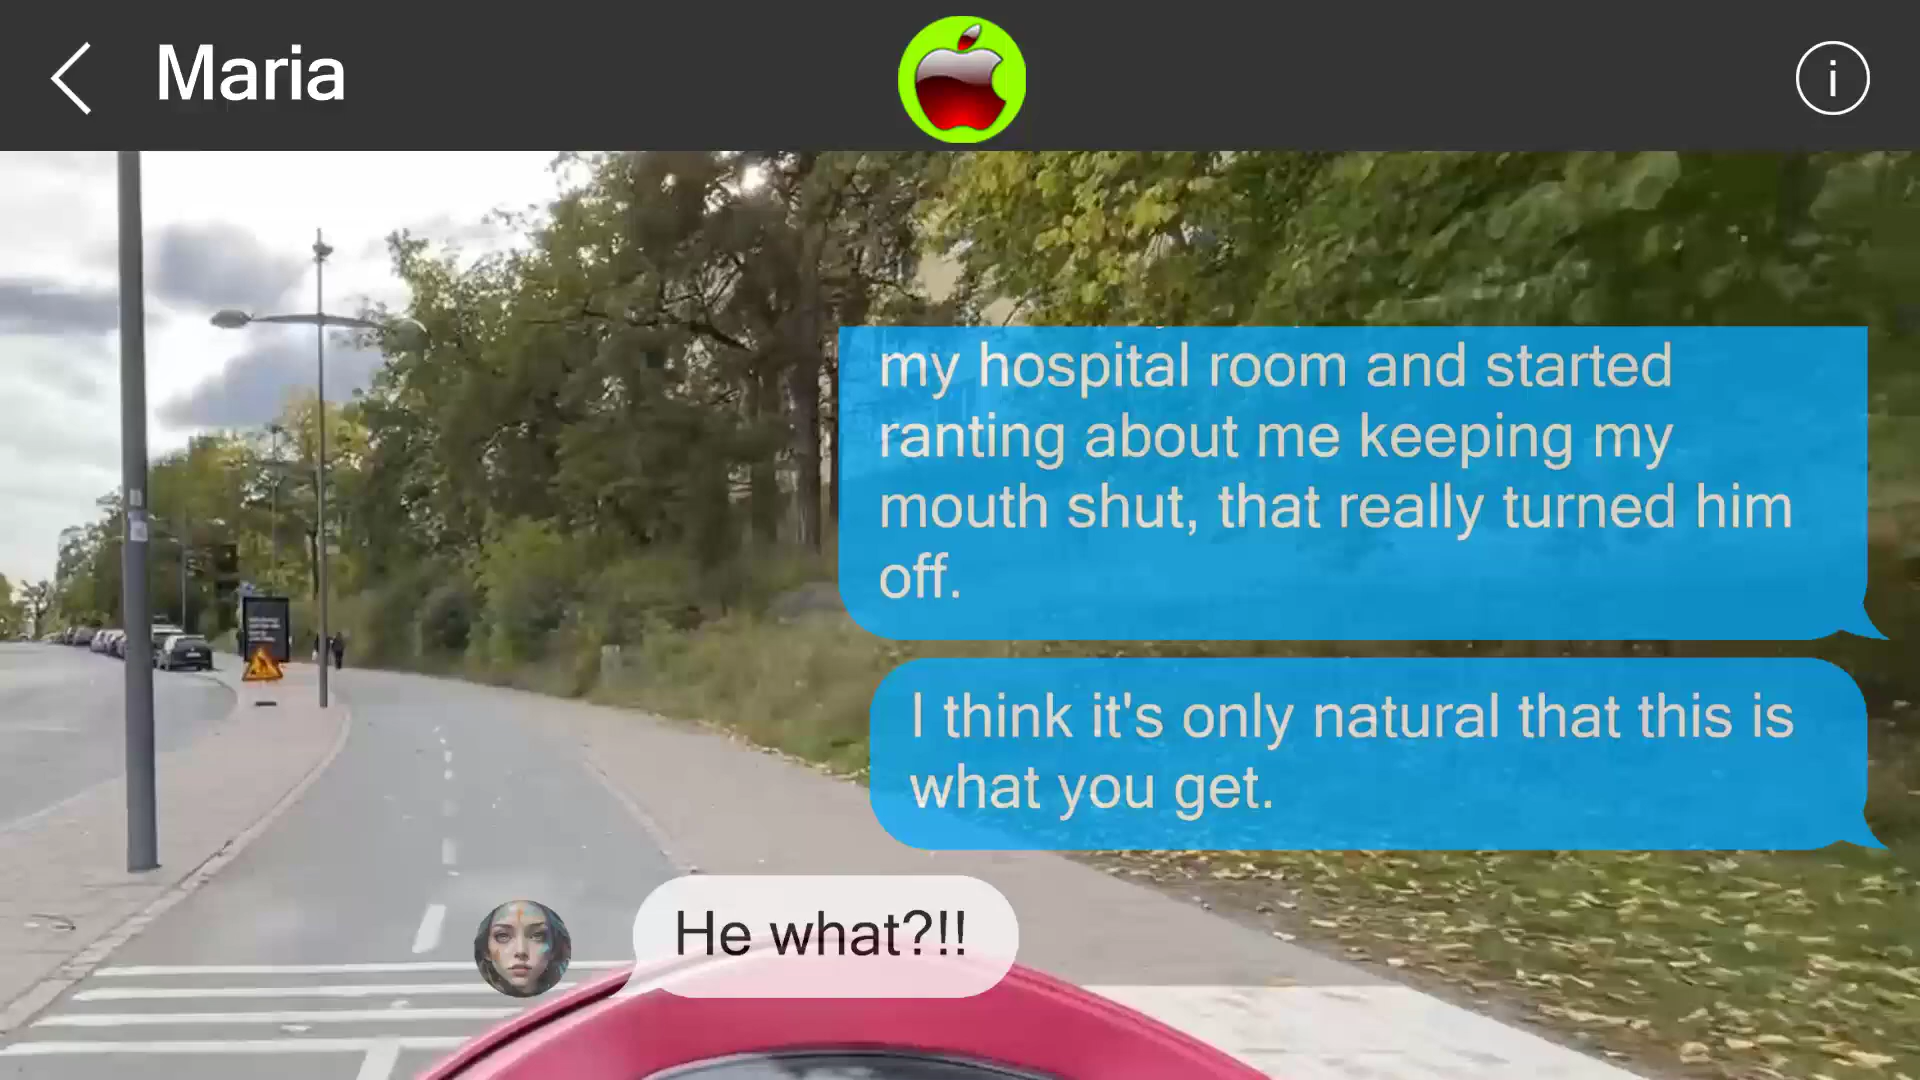 Maria
my hospital room and started
ranting about me keeping my
mouth shut, that really turned him
off.
I think it's only natural that this is
what you get.
He what?!!